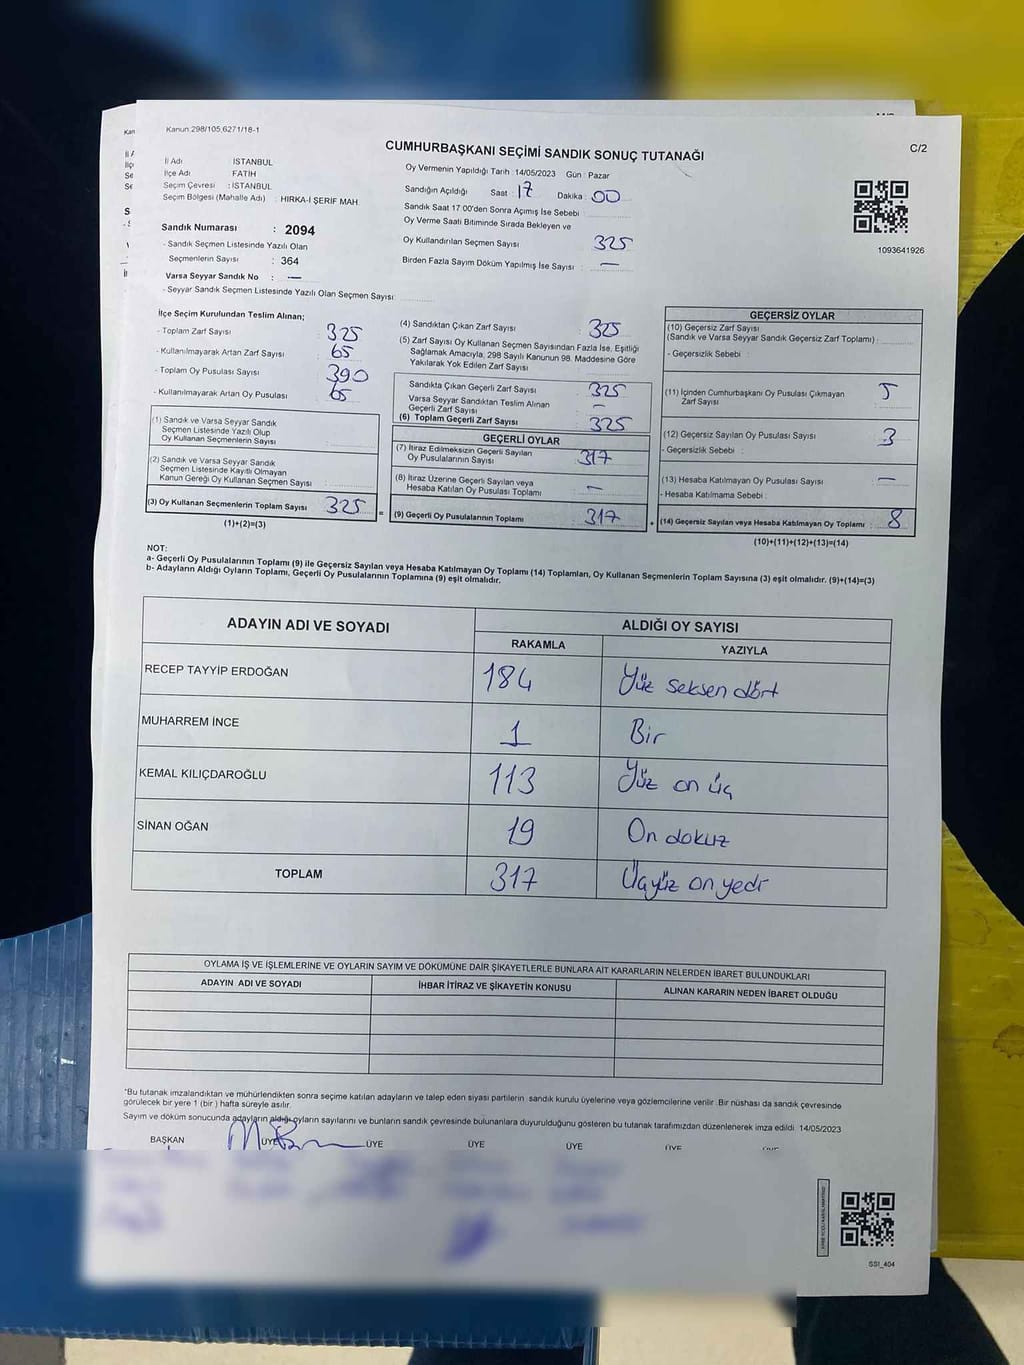 Kanun:298/105,6271/18-1
CUMHURBAŞKANI SEÇİMİ SANDIK SONUÇ TUTANAĞI
C/2
İl Adı : İSTANBUL
İlçe Adı : FATİH
Seçim Çevresi : İSTANBUL
Seçim Bölgesi (Mahalle Adı) : HIRKA-İ ŞERİF MAH.
Sandık Numarası : 2094
- Sandık Seçmen Listesinde Yazılı Olan
Seçmenlerin Sayısı : 364
Varsa Seyyar Sandık No : —
- Seyyar Sandık Seçmen Listesinde Yazılı Olan Seçmen Sayısı:
Oy Vermenin Yapıldığı Tarih : 14/05/2023 Gün : Pazar
Sandığın Açıldığı Saat : 17 Dakika : 00
Sandık Saat 17:00'den Sonra Açılmış İse Sebebi :
Oy Verme Saati Bitiminde Sırada Bekleyen ve
Oy Kullandırılan Seçmen Sayısı : 325
Birden Fazla Sayım Döküm Yapılmış İse Sayısı : —
1093641926
İlçe Seçim Kurulundan Teslim Alınan;
- Toplam Zarf Sayısı : 325
- Kullanılmayarak Artan Zarf Sayısı : 65
- Toplam Oy Pusulası Sayısı : 390
- Kullanılmayarak Artan Oy Pusulası : 65
(1) Sandık ve Varsa Seyyar Sandık
Seçmen Listesinde Yazılı Olup
Oy Kullanan Seçmenlerin Sayısı :
(2) Sandık ve Varsa Seyyar Sandık
Seçmen Listesinde Kayıtlı Olmayan
Kanun Gereği Oy Kullanan Seçmen Sayısı :
(3) Oy Kullanan Seçmenlerin Toplam Sayısı : 325
(1)+(2)=(3)
(4) Sandıktan Çıkan Zarf Sayısı : 325
(5) Zarf Sayısı Oy Kullanan Seçmen Sayısından Fazla İse, Eşitliği
Sağlamak Amacıyla, 298 Sayılı Kanunun 98. Maddesine Göre
Yakılarak Yok Edilen Zarf Sayısı :
Sandıkta Çıkan Geçerli Zarf Sayısı : 325
Varsa Seyyar Sandıktan Teslim Alınan
Geçerli Zarf Sayısı : —
(6) Toplam Geçerli Zarf Sayısı : 325
GEÇERLİ OYLAR
(7) İtiraz Edilmeksizin Geçerli Sayılan
Oy Pusulalarının Sayısı : 317
(8) İtiraz Üzerine Geçerli Sayılan veya
Hesaba Katılan Oy Pusulası Toplamı : —
(9) Geçerli Oy Pusulalarının Toplamı : 317
GEÇERSİZ OYLAR
(10) Geçersiz Zarf Sayısı
(Sandık ve Varsa Seyyar Sandık Geçersiz Zarf Toplamı) :
- Geçersizlik Sebebi :
(11) İçinden Cumhurbaşkanı Oy Pusulası Çıkmayan
Zarf Sayısı : 5
(12) Geçersiz Sayılan Oy Pusulası Sayısı : 3
- Geçersizlik Sebebi :
(13) Hesaba Katılmayan Oy Pusulası Sayısı : —
- Hesaba Katılmama Sebebi :
(14) Geçersiz Sayılan veya Hesaba Katılmayan Oy Toplamı : 8
(10)+(11)+(12)+(13)=(14)
NOT:
a- Geçerli Oy Pusulalarının Toplamı (9) ile Geçersiz Sayılan veya Hesaba Katılmayan Oy Toplamı (14) Toplamları, Oy Kullanan Seçmenlerin Toplam Sayısına (3) eşit olmalıdır. (9)+(14)=(3)
b- Adayların Aldığı Oyların Toplamı, Geçerli Oy Pusulalarının Toplamına (9) eşit olmalıdır.
ADAYIN ADI VE SOYADI ALDIĞI OY SAYISI
RAKAMLA YAZIYLA
RECEP TAYYİP ERDOĞAN 184 Yüz seksen dört
MUHARREM İNCE 1 Bir
KEMAL KILIÇDAROĞLU 113 Yüz on üç
SİNAN OĞAN 19 On dokuz
TOPLAM 317 Üçyüz on yedi
OYLAMA İŞ VE İŞLEMLERİNE VE OYLARIN SAYIM VE DÖKÜMÜNE DAİR ŞİKAYETLERLE BUNLARA AİT KARARLARIN NELERDEN İBARET BULUNDUKLARI
ADAYIN ADI VE SOYADI İHBAR İTİRAZ VE ŞİKAYETİN KONUSU ALINAN KARARIN NEDEN İBARET OLDUĞU
*Bu tutanak imzalandıktan ve mühürlendikten sonra seçime katılan adayların ve talep eden siyasi partilerin sandık kurulu üyelerine veya gözlemcilerine verilir. Bir nüshası da sandık çevresinde
görülecek bir yere 1 (bir) hafta süreyle asılır.
Sayım ve döküm sonucunda adayların aldığı oyların sayılarını ve bunların sandık çevresinde bulunanlara duyurulduğunu gösteren bu tutanak tarafımızdan düzenlenerek imza edildi. 14/05/2023
BAŞKAN ÜYE ÜYE ÜYE ÜYE ÜYE
SSİ_404